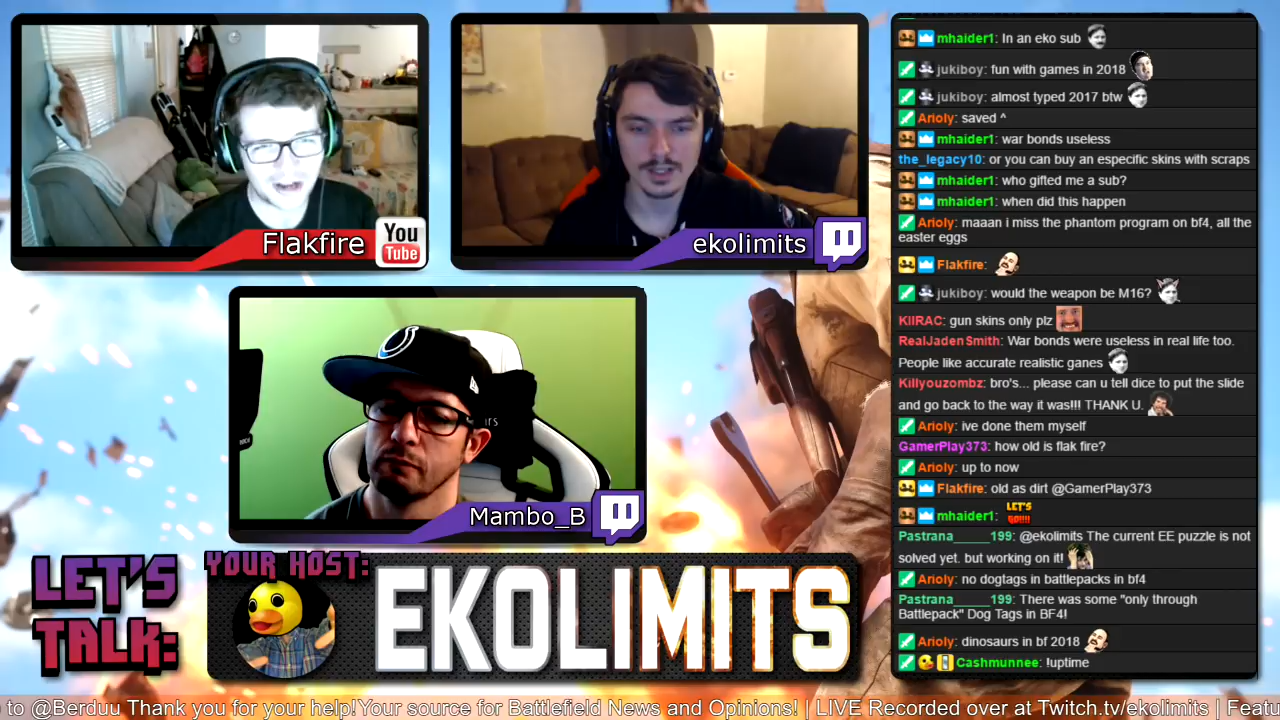 Flakfire
You
Tube
ekolimits
Mambo_B
LET'S
TALK:
YOUR HOST:
EKOLIMITS
mhaider1: In an eko sub
jukiboy: fun with games in 2018
jukiboy: almost typed 2017 btw
Arioly: saved ^
mhaider1: war bonds useless
the_legacy10: or you can buy an especific skins with scraps
mhaider1: who gifted me a sub?
mhaider1: when did this happen
Arioly: maaan i miss the phantom program on bf4, all the
easter eggs
Flakfire:
jukiboy: would the weapon be M16?
KIIRAC: gun skins only plz
RealJadenSmith: War bonds were useless in real life too.
People like accurate realistic ganes
Killyouzombz: bro's... please can u tell dice to put the slide
and go back to the way it was!!! THANK U.
Arioly: ive done them myself
GamerPlay373: how old is flak fire?
Arioly: up to now
Flakfire: old as dirt @GamerPlay373
mhaider1: LET'S GO!!!!
Pastrana_____199: @ekolimits The current EE puzzle is not
solved yet. but working on it!
Arioly: no dogtags in battlepacks in bf4
Pastrana_____199: There was some "only through
Battlepack" Dog Tags in BF4!
Arioly: dinosaurs in bf 2018
Cashmunnee: !uptime
to @Berduu Thank you for your help!Your source for Battlefield News and Opinions! | LIVE Recorded over at Twitch.tv/ekolimits | Featu